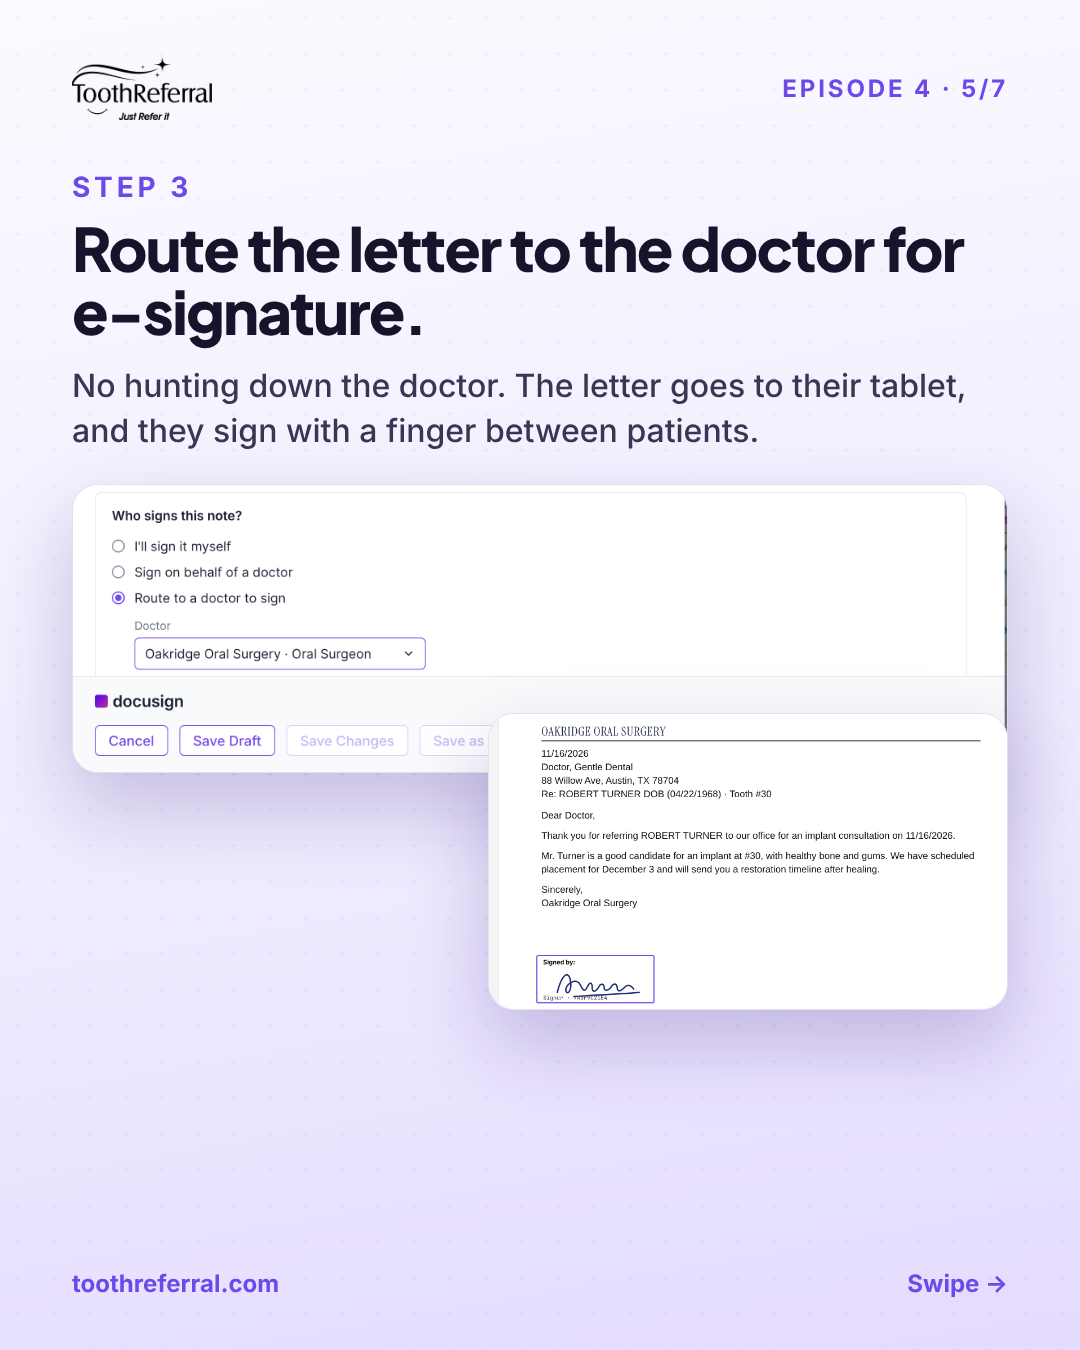 ToothReferral
Just Refer it
EPISODE 4 · 5/7
STEP 3
Route the letter to the doctor for
e-signature.
No hunting down the doctor. The letter goes to their tablet,
and they sign with a finger between patients.
Who signs this note?
I'll sign it myself
Sign on behalf of a doctor
Route to a doctor to sign
Doctor
Oakridge Oral Surgery · Oral Surgeon
docusign
Cancel
Save Draft
Save Changes
Save as
OAKRIDGE ORAL SURGERY
11/16/2026
Doctor, Gentle Dental
88 Willow Ave, Austin, TX 78704
Re: ROBERT TURNER DOB (04/22/1968) · Tooth #30
Dear Doctor,
Thank you for referring ROBERT TURNER to our office for an implant consultation on 11/16/2026.
Mr. Turner is a good candidate for an implant at #30, with healthy bone and gums. We have scheduled
placement for December 3 and will send you a restoration timeline after healing.
Sincerely,
Oakridge Oral Surgery
Signed by:
Signer ·
toothreferral.com
Swipe →